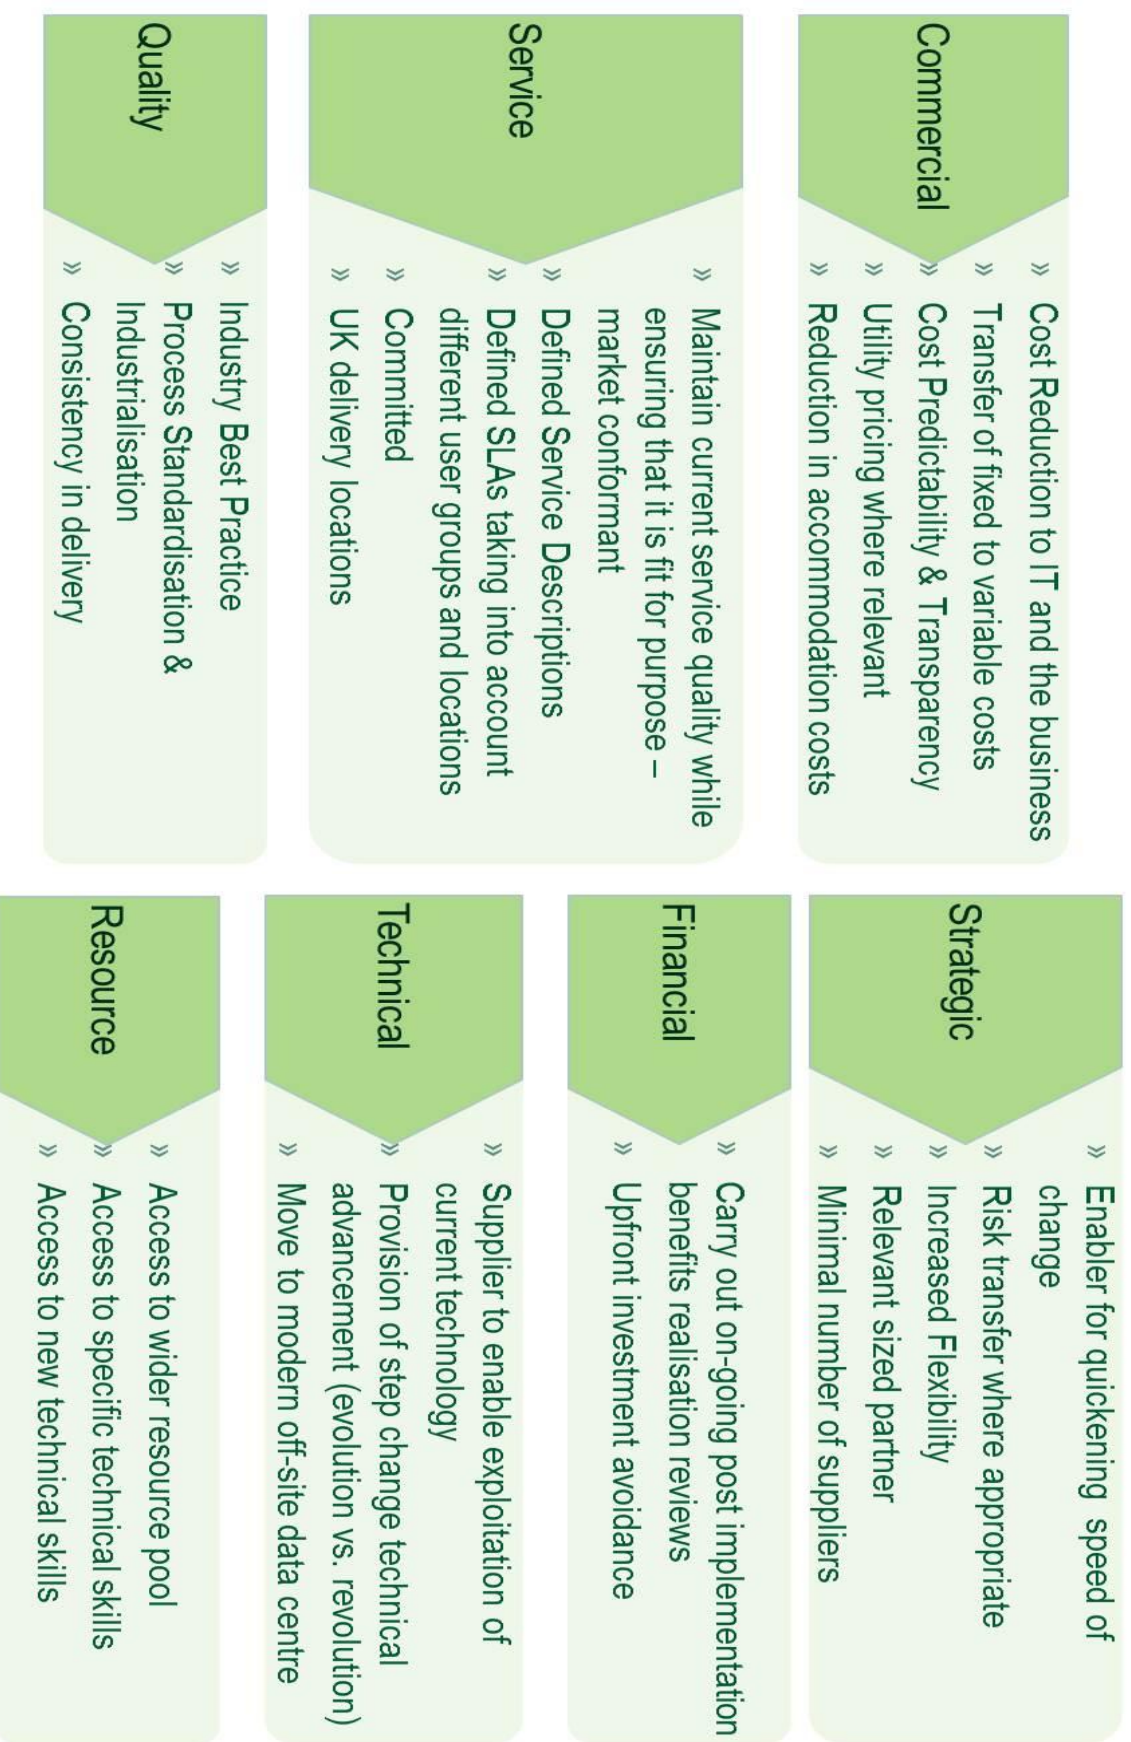 Commercial
» Cost Reduction to IT and the business
» Transfer of fixed to variable costs
» Cost Predictability & Transparency
» Utility pricing where relevant
» Reduction in accommodation costs
Service
» Maintain current service quality while
ensuring that it is fit for purpose –
market conformant
» Defined Service Descriptions
» Defined SLAs taking into account
different user groups and locations
» Committed
» UK delivery locations
Quality
» Industry Best Practice
» Process Standardisation &
Industrialisation
» Consistency in delivery
Strategic
» Enabler for quickening speed of
change
» Risk transfer where appropriate
» Increased Flexibility
» Relevant sized partner
» Minimal number of suppliers
Financial
» Carry out on-going post implementation
benefits realisation reviews
» Upfront investment avoidance
Technical
» Supplier to enable exploitation of
current technology
» Provision of step change technical
advancement (evolution vs. revolution)
» Move to modern off-site data centre
Resource
» Access to wider resource pool
» Access to specific technical skills
» Access to new technical skills